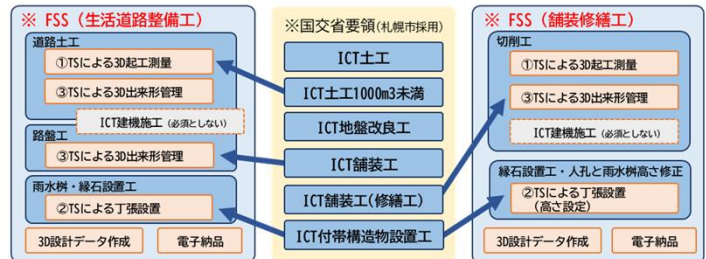 ※ FSS(生活道路整備工)
道路土工
①TSによる3D起工測量
③TSによる3D出来形管理
ICT建機施工(必須としない)
路盤工
③TSによる3D出来形管理
雨水桝・縁石設置工
②TSによる丁張設置
3D設計データ作成
電子納品
※国交省要領(札幌市採用)
ICT土工
ICT土工1000m3未満
ICT地盤改良工
ICT舗装工
ICT舗装工(修繕工)
ICT付帯構造物設置工
※ FSS(舗装修繕工)
切削工
①TSによる3D起工測量
③TSによる3D出来形管理
ICT建機施工(必須としない)
縁石設置工・人孔と雨水桝高さ修正
②TSによる丁張設置
(高さ設定)
3D設計データ作成
電子納品